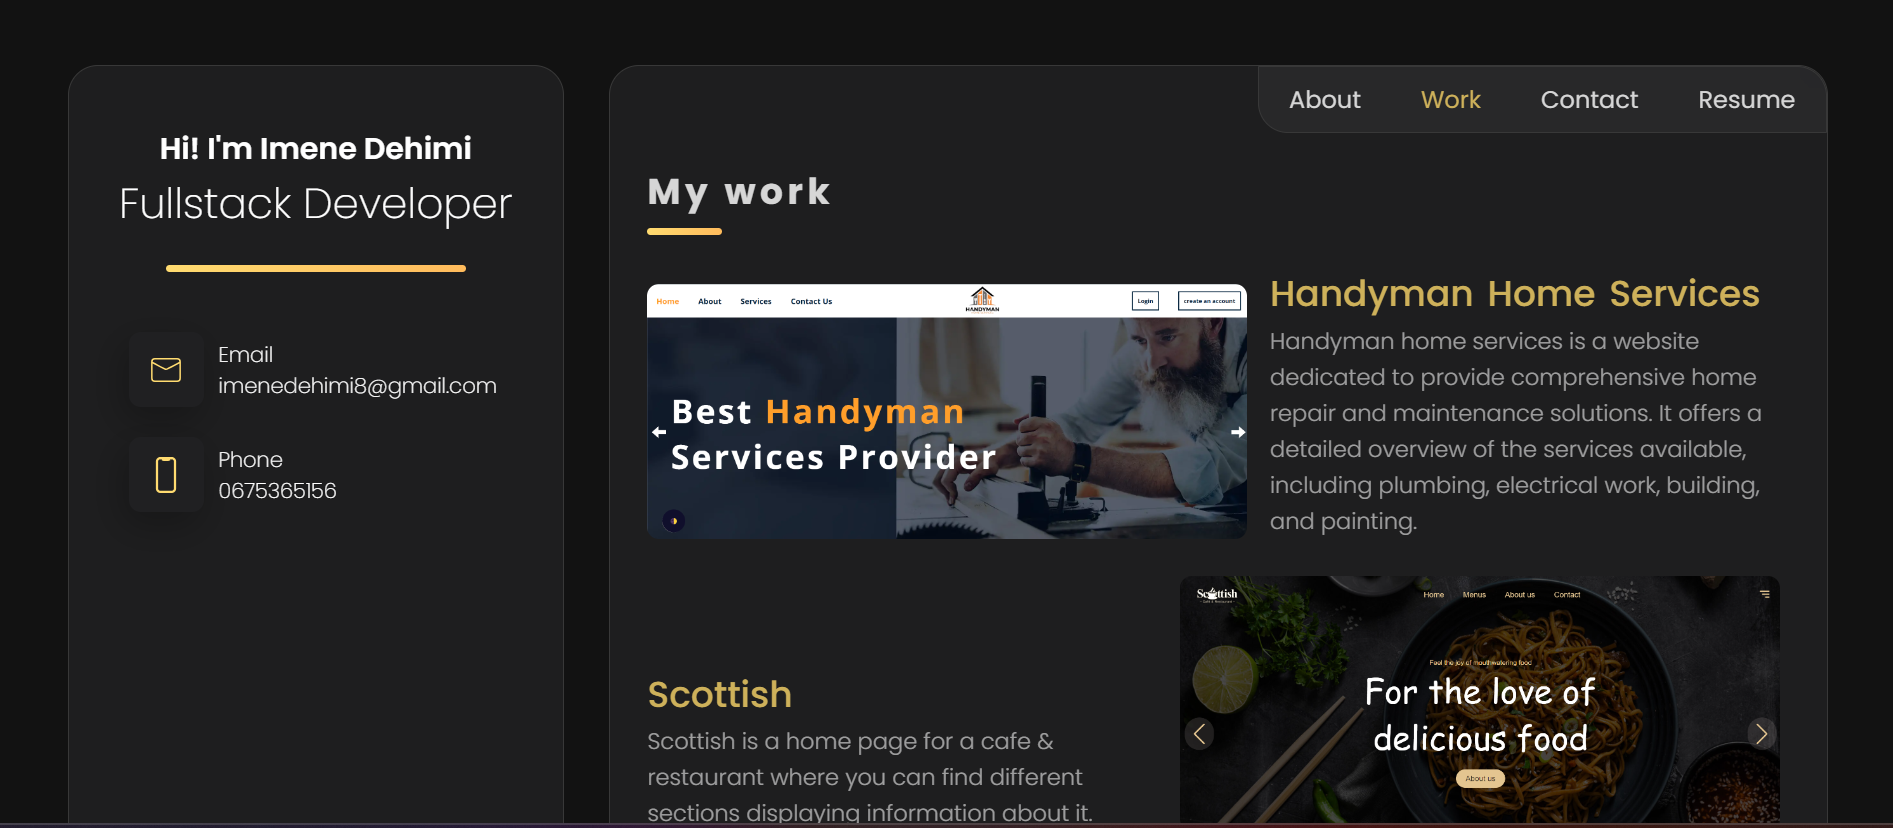 Hi! I'm Imene Dehimi
Fullstack Developer
Email
imenedehimi8@gmail.com
Phone
0675365156
About Work Contact Resume
My work
Home About Services Contact Us
HANDYMAN
Login
create an account
Best Handyman
Services Provider
Handyman Home Services
Handyman home services is a website
dedicated to provide comprehensive home
repair and maintenance solutions. It offers a
detailed overview of the services available,
including plumbing, electrical work, building,
and painting.
Scottish
Scottish is a home page for a cafe &
restaurant where you can find different
sections displaying information about it.
Scottish
Home Menus About us Contact
Feel the joy of mouthwatering food
For the love of
delicious food
About us